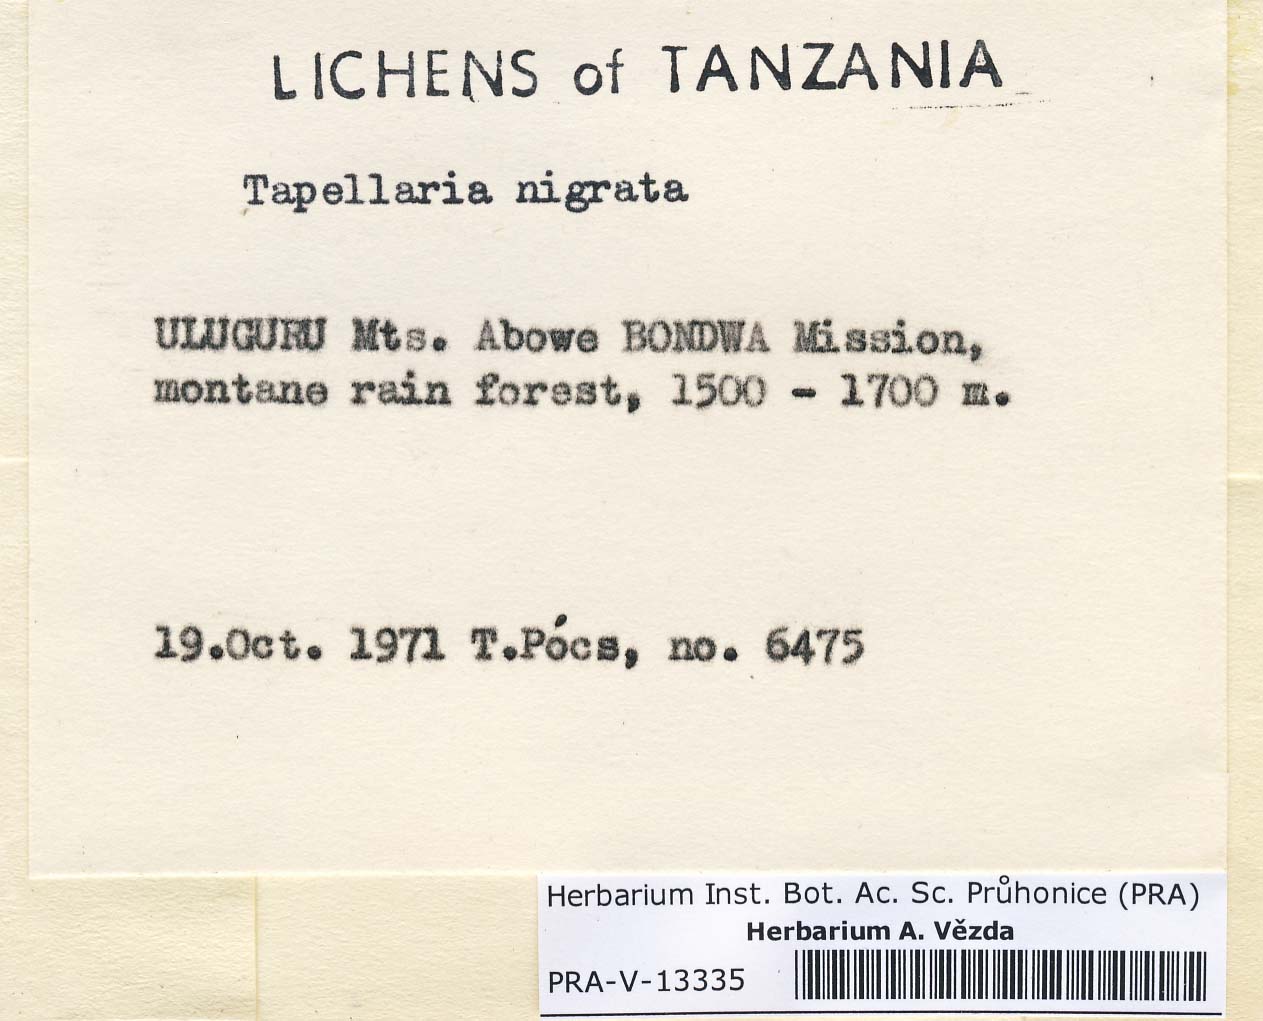 LICHENS of TANZANIA
Tapellaria nigrata
ULUGURU Mts. Abowe BONDWA Mission,
montane rain forest, 1500 - 1700 m.
19.Oct. 1971 T.Pócs, no. 6475
Herbarium Inst. Bot. Ac. Sc. Průhonice (PRA)
Herbarium A. Vězda
PRA-V-13335